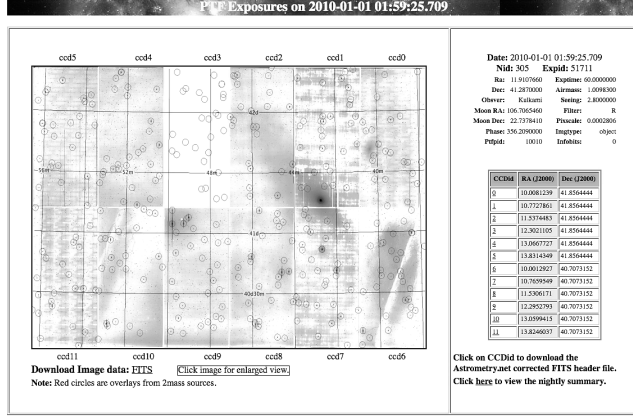 PTF Exposures on 2010-01-01 01:59:25.709
ccd5 ccd4 ccd3 ccd2 ccd1 ccd0
42d
56m 52m 48m 44m 40m
41d
40d30m
ccd11 ccd10 ccd9 ccd8 ccd7 ccd6
Download Image data: FITS Click image for enlarged view.
Note: Red circles are overlays from 2mass sources.
Date: 2010-01-01 01:59:25.709
Nid: 305 Expid: 51711
Ra: 11.9107660 Exptime: 60.0000000
Dec: 41.2870000 Airmass: 1.0098300
Obsver: Kulkarni Seeing: 2.8000000
Moon RA: 106.7065460 Filter: R
Moon Dec: 22.7378410 Pixscale: 0.0002806
Phase: 356.2090000 Imgtype: object
Ptfpid: 10010 Infobits: 0
CCDid RA (J2000) Dec (J2000)
0 10.0081239 41.8564444
1 10.7727861 41.8564444
2 11.5374483 41.8564444
3 12.3021105 41.8564444
4 13.0667727 41.8564444
5 13.8314349 41.8564444
6 10.0012927 40.7073152
7 10.7659549 40.7073152
8 11.5306171 40.7073152
9 12.2952793 40.7073152
10 13.0599415 40.7073152
11 13.8246037 40.7073152
Click on CCDid to download the
Astrometry.net corrected FITS header file.
Click here to view the nightly summary.